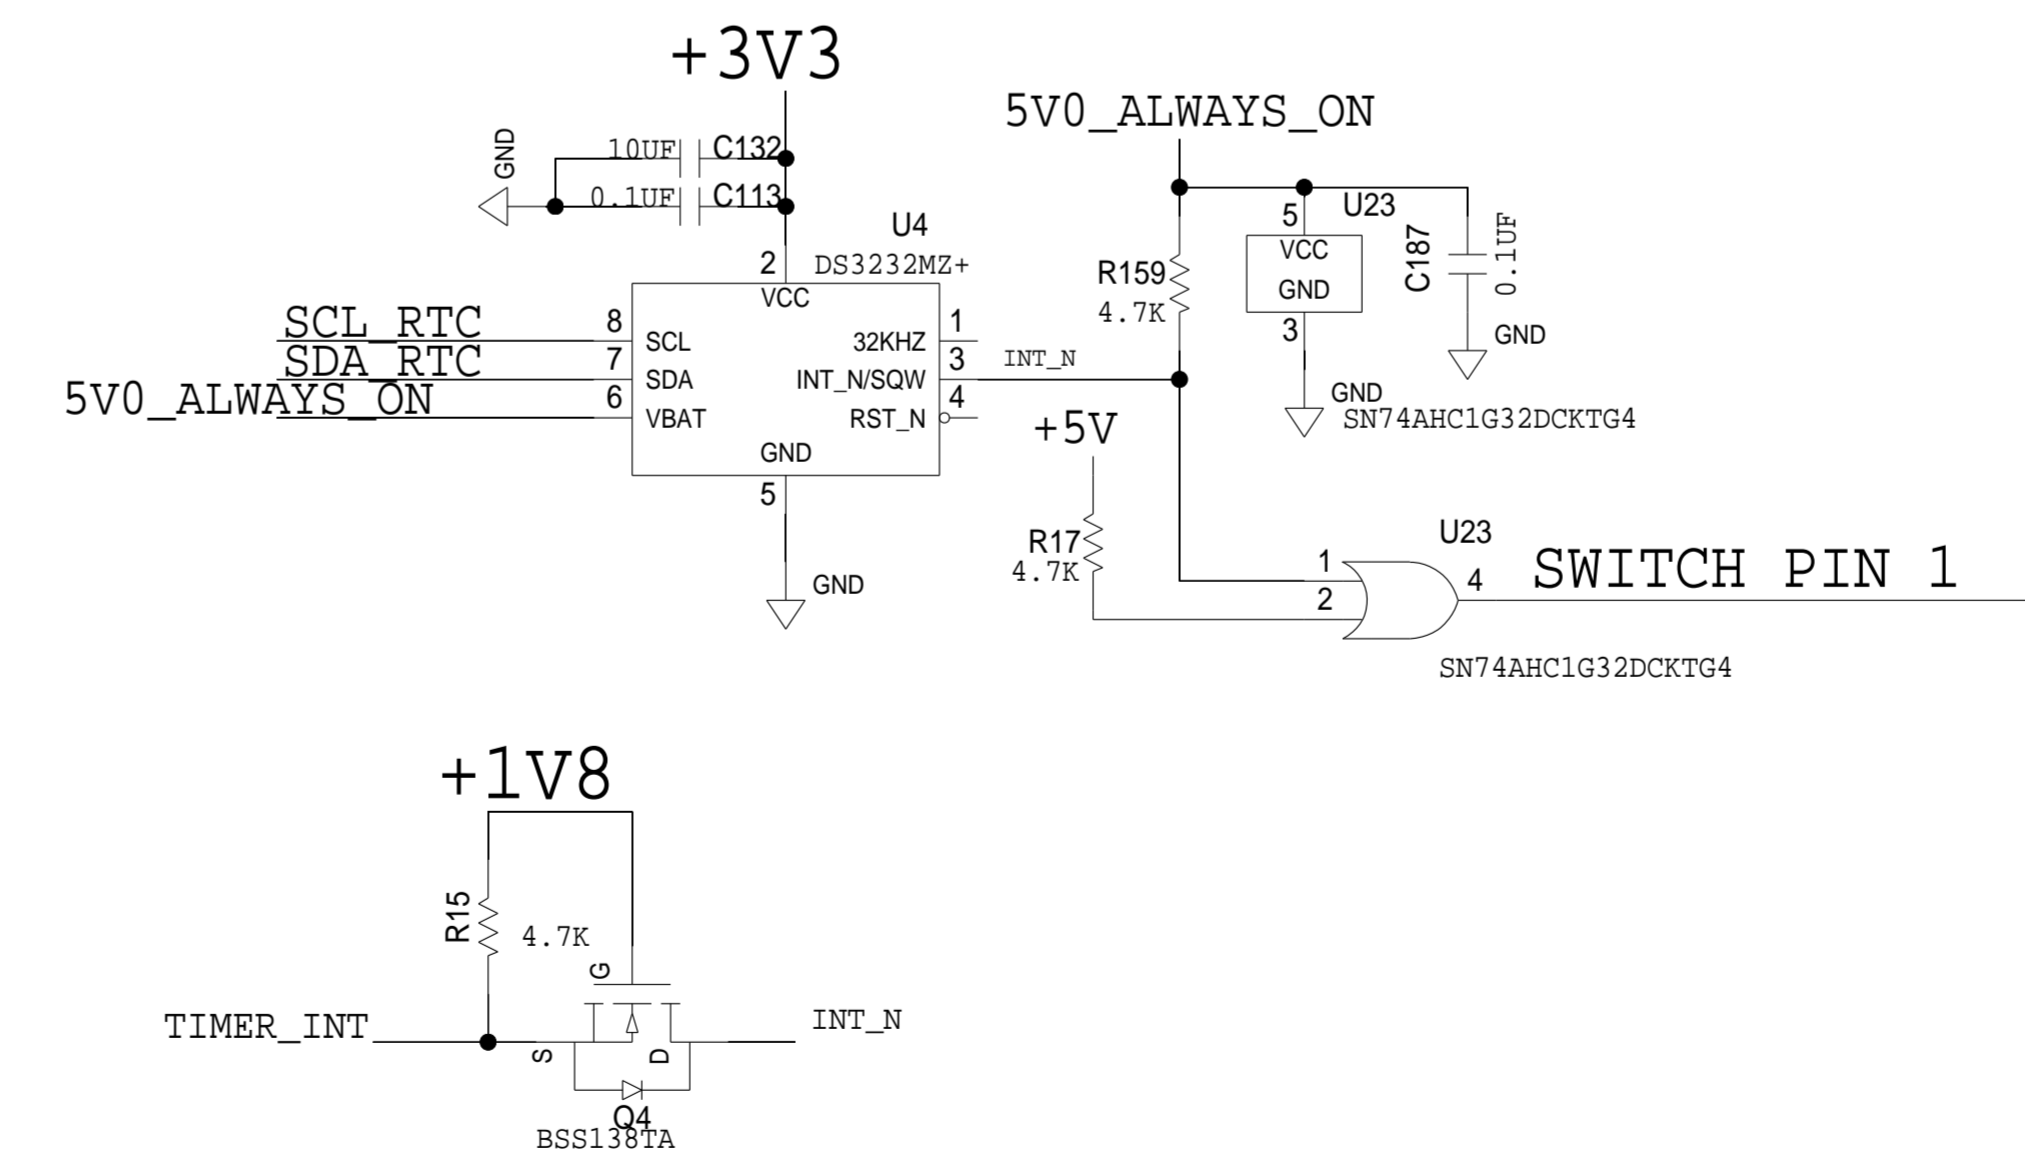 +3V3
GND
10UF C132
0.1UF C113
U4
DS3232MZ+
2
VCC
SCL_RTC 8 SCL
SDA_RTC 7 SDA
5V0_ALWAYS_ON 6 VBAT
32KHZ 1
INT_N/SQW 3 INT_N
RST_N 4
GND
5
GND
5V0_ALWAYS_ON
R159
4.7K
5 U23
VCC
GND
3
GND
SN74AHC1G32DCKTG4
C187
0.1UF
GND
+5V
R17
4.7K
U23
1
2
4 SWITCH PIN 1
SN74AHC1G32DCKTG4
+1V8
R15
4.7K
G
TIMER_INT
S
D
INT_N
Q4
BSS138TA